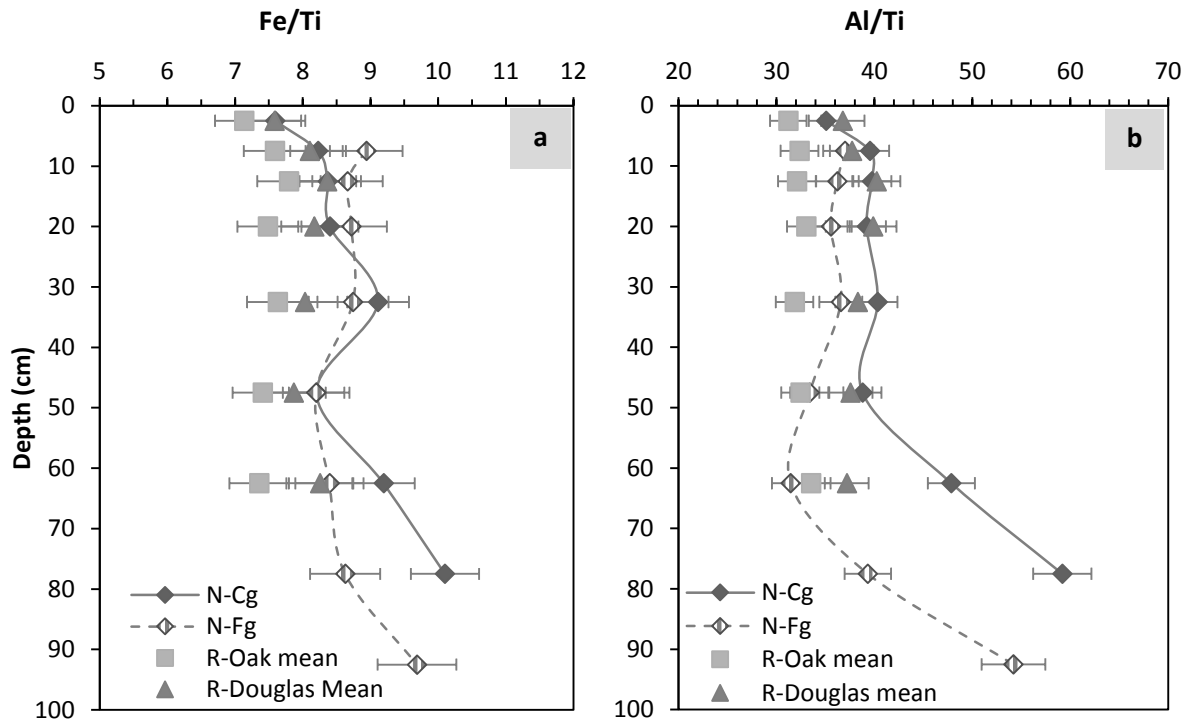 Fe/Ti
5 6 7 8 9 10 11 12
0
10
20
30
40
50
60
70
80
90
100
Depth (cm)
a
N-Cg
N-Fg
R-Oak mean
R-Douglas Mean
Al/Ti
20 30 40 50 60 70
0
10
20
30
40
50
60
70
80
90
100
b
N-Cg
N-Fg
R-Oak mean
R-Douglas mean